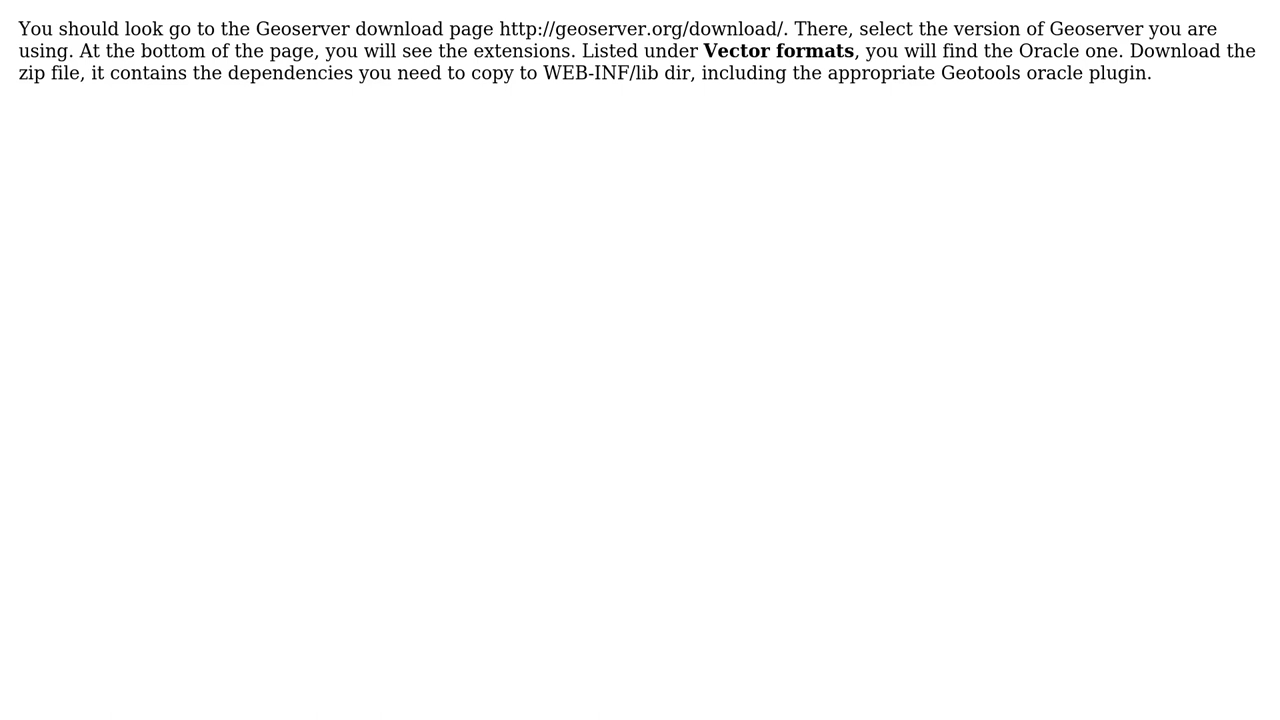 You should look go to the Geoserver download page http://geoserver.org/download/. There, select the version of Geoserver you are
using. At the bottom of the page, you will see the extensions. Listed under Vector formats, you will find the Oracle one. Download the
zip file, it contains the dependencies you need to copy to WEB-INF/lib dir, including the appropriate Geotools oracle plugin.